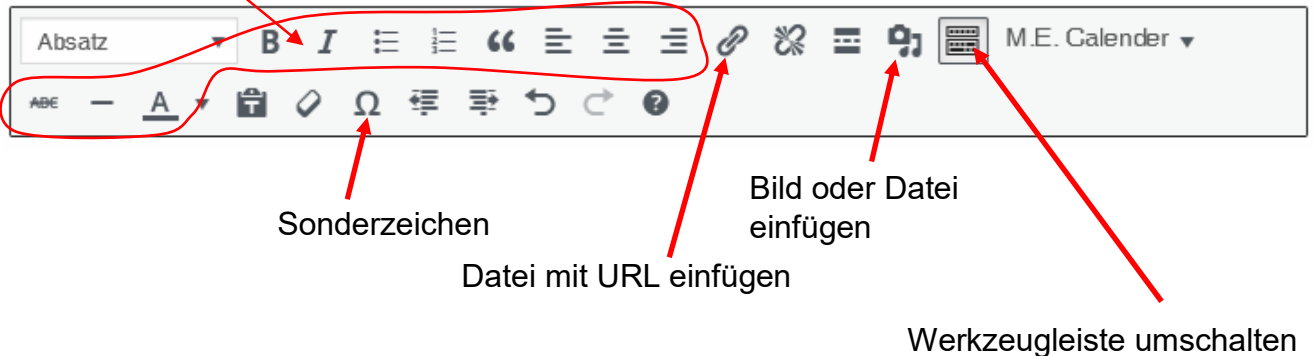 Absatz B I M.E. Calender
ABC A T Ω ?
Bild oder Datei
einfügen
Sonderzeichen
Datei mit URL einfügen
Werkzeugleiste umschalten